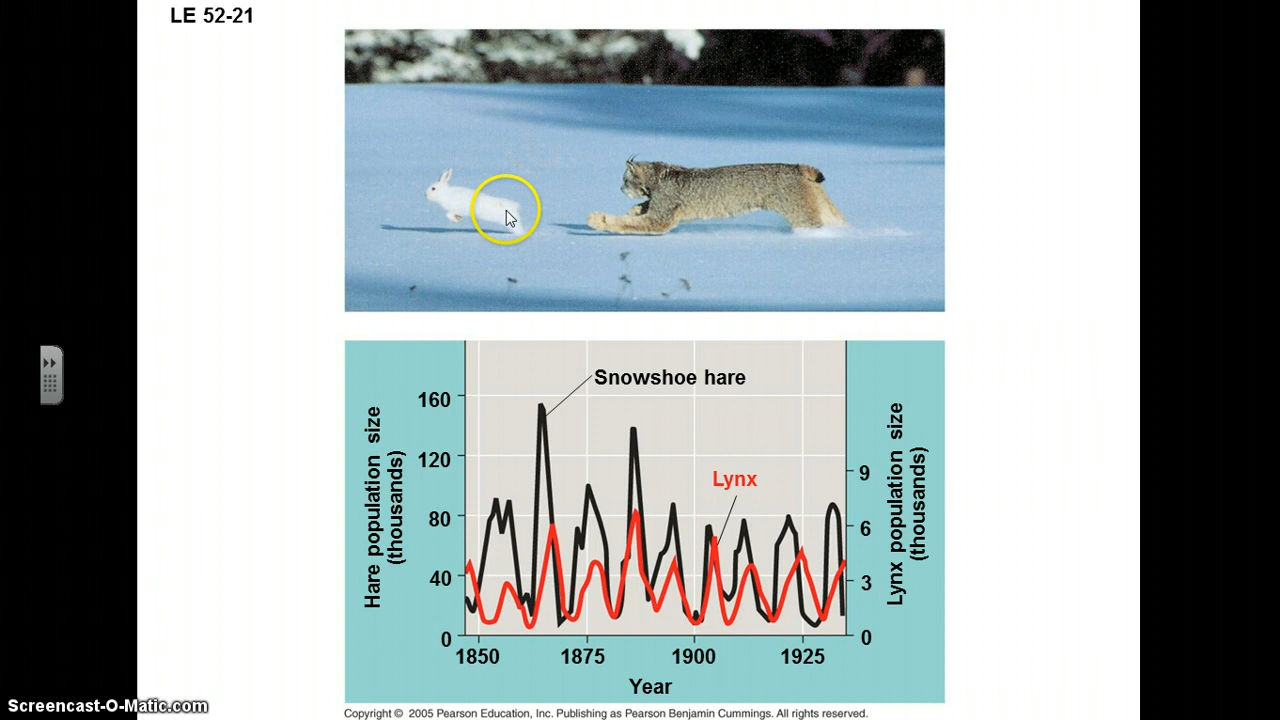 LE 52-21
Snowshoe hare
Lynx
Hare population size
(thousands)
160
120
80
40
0
Lynx population size
(thousands)
9
6
3
0
1850 1875 1900 1925
Year
Copyright © 2005 Pearson Education, Inc. Publishing as Pearson Benjamin Cummings. All rights reserved.
Screencast-O-Matic.com